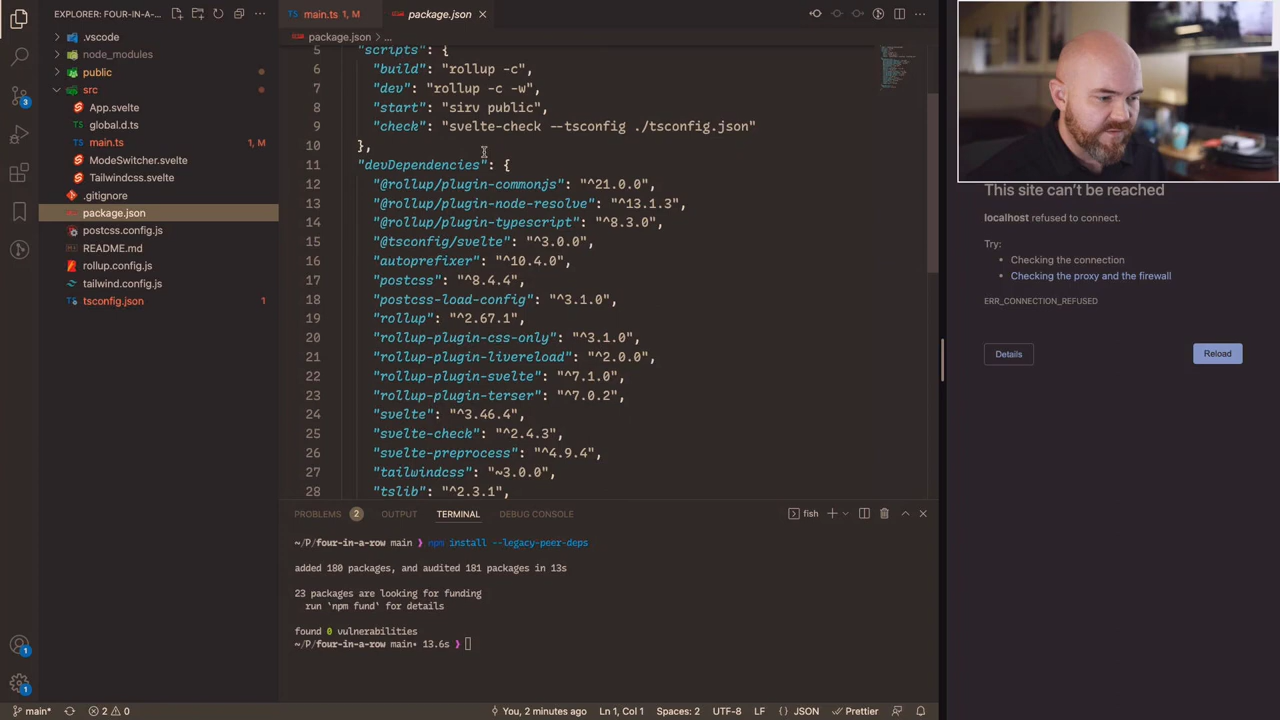 EXPLORER: FOUR-IN-A-...
.vscode
node_modules
public
src
App.svelte
global.d.ts
main.ts 1, M
ModeSwitcher.svelte
Tailwindcss.svelte
.gitignore
package.json
postcss.config.js
README.md
rollup.config.js
tailwind.config.js
tsconfig.json 1
3
1
1
main.ts 1, M
package.json
package.json > ...
5 "scripts": {
6 "build": "rollup -c",
7 "dev": "rollup -c -w",
8 "start": "sirv public",
9 "check": "svelte-check --tsconfig ./tsconfig.json"
10 },
11 "devDependencies": {
12 "@rollup/plugin-commonjs": "^21.0.0",
13 "@rollup/plugin-node-resolve": "^13.1.3",
14 "@rollup/plugin-typescript": "^8.3.0",
15 "@tsconfig/svelte": "^3.0.0",
16 "autoprefixer": "^10.4.0",
17 "postcss": "^8.4.4",
18 "postcss-load-config": "^3.1.0",
19 "rollup": "^2.67.1",
20 "rollup-plugin-css-only": "^3.1.0",
21 "rollup-plugin-livereload": "^2.0.0",
22 "rollup-plugin-svelte": "^7.1.0",
23 "rollup-plugin-terser": "^7.0.2",
24 "svelte": "^3.46.4",
25 "svelte-check": "^2.4.3",
26 "svelte-preprocess": "^4.9.4",
27 "tailwindcss": "~3.0.0",
28 "tslib": "^2.3.1",
PROBLEMS 2 OUTPUT TERMINAL DEBUG CONSOLE
fish
~/P/four-in-a-row main ❯ npm install --legacy-peer-deps
added 180 packages, and audited 181 packages in 13s
23 packages are looking for funding
run `npm fund` for details
found 0 vulnerabilities
~/P/four-in-a-row main• 13.6s ❯
This site can't be reached
localhost refused to connect.
Try:
• Checking the connection
• Checking the proxy and the firewall
ERR_CONNECTION_REFUSED
Details
Reload
main* 2 0 You, 2 minutes ago Ln 1, Col 1 Spaces: 2 UTF-8 LF {} JSON Prettier